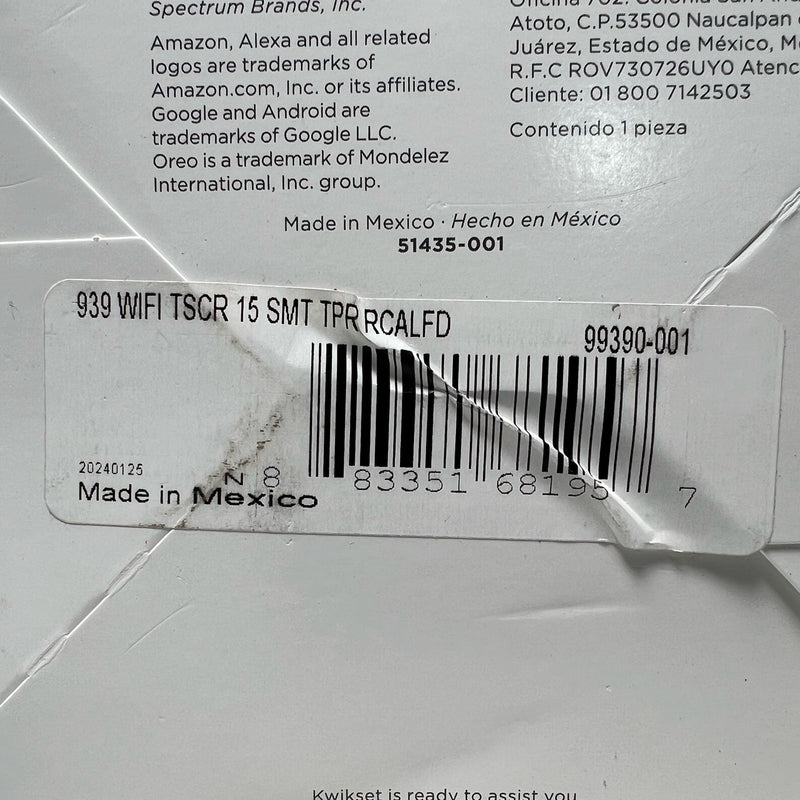 Spectrum Brands, Inc.
Amazon, Alexa and all related
logos are trademarks of
Amazon.com, Inc. or its affiliates.
Google and Android are
trademarks of Google LLC.
Oreo is a trademark of Mondelez
International, Inc. group.
Oficina 702. Colonia San
Atoto, C.P.53500 Naucalpan
Juárez, Estado de México,
R.F.C ROV730726UY0
Cliente: 01 800 7142503
Contenido 1 pieza
Made in Mexico · Hecho en México
51435-001
939 WIFI TSCR 15 SMT TPR RCALFD
99390-001
20240125
N 8 83351 68195 7
Made in Mexico
Kwikset is ready to assist you